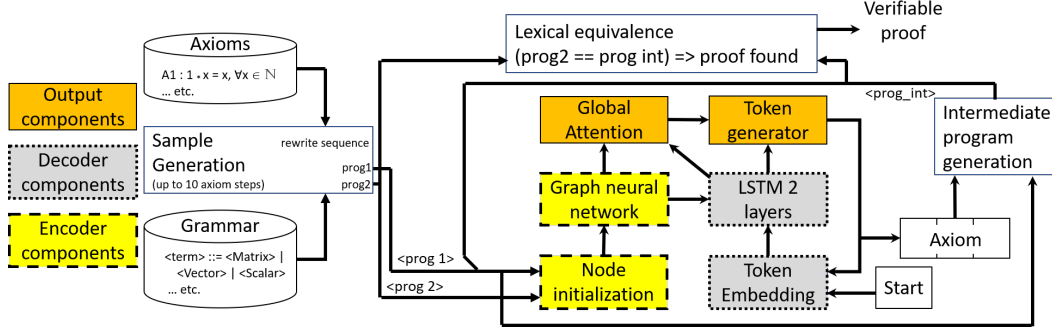 Output
components
Decoder
components
Encoder
components
Axioms
A1 : 1 * x = x, ∀x ∈ ℕ
... etc.
Sample
Generation
(up to 10 axiom steps)
rewrite sequence
prog1
prog2
Grammar
<term> ::= <Matrix> |
<Vector> | <Scalar>
... etc.
Lexical equivalence
(prog2 == prog int) => proof found
Verifiable
proof
<prog_int>
Global
Attention
Token
generator
Graph neural
network
LSTM 2
layers
Node
initialization
Token
Embedding
<prog 1>
<prog 2>
Intermediate
program
generation
Axiom
Start